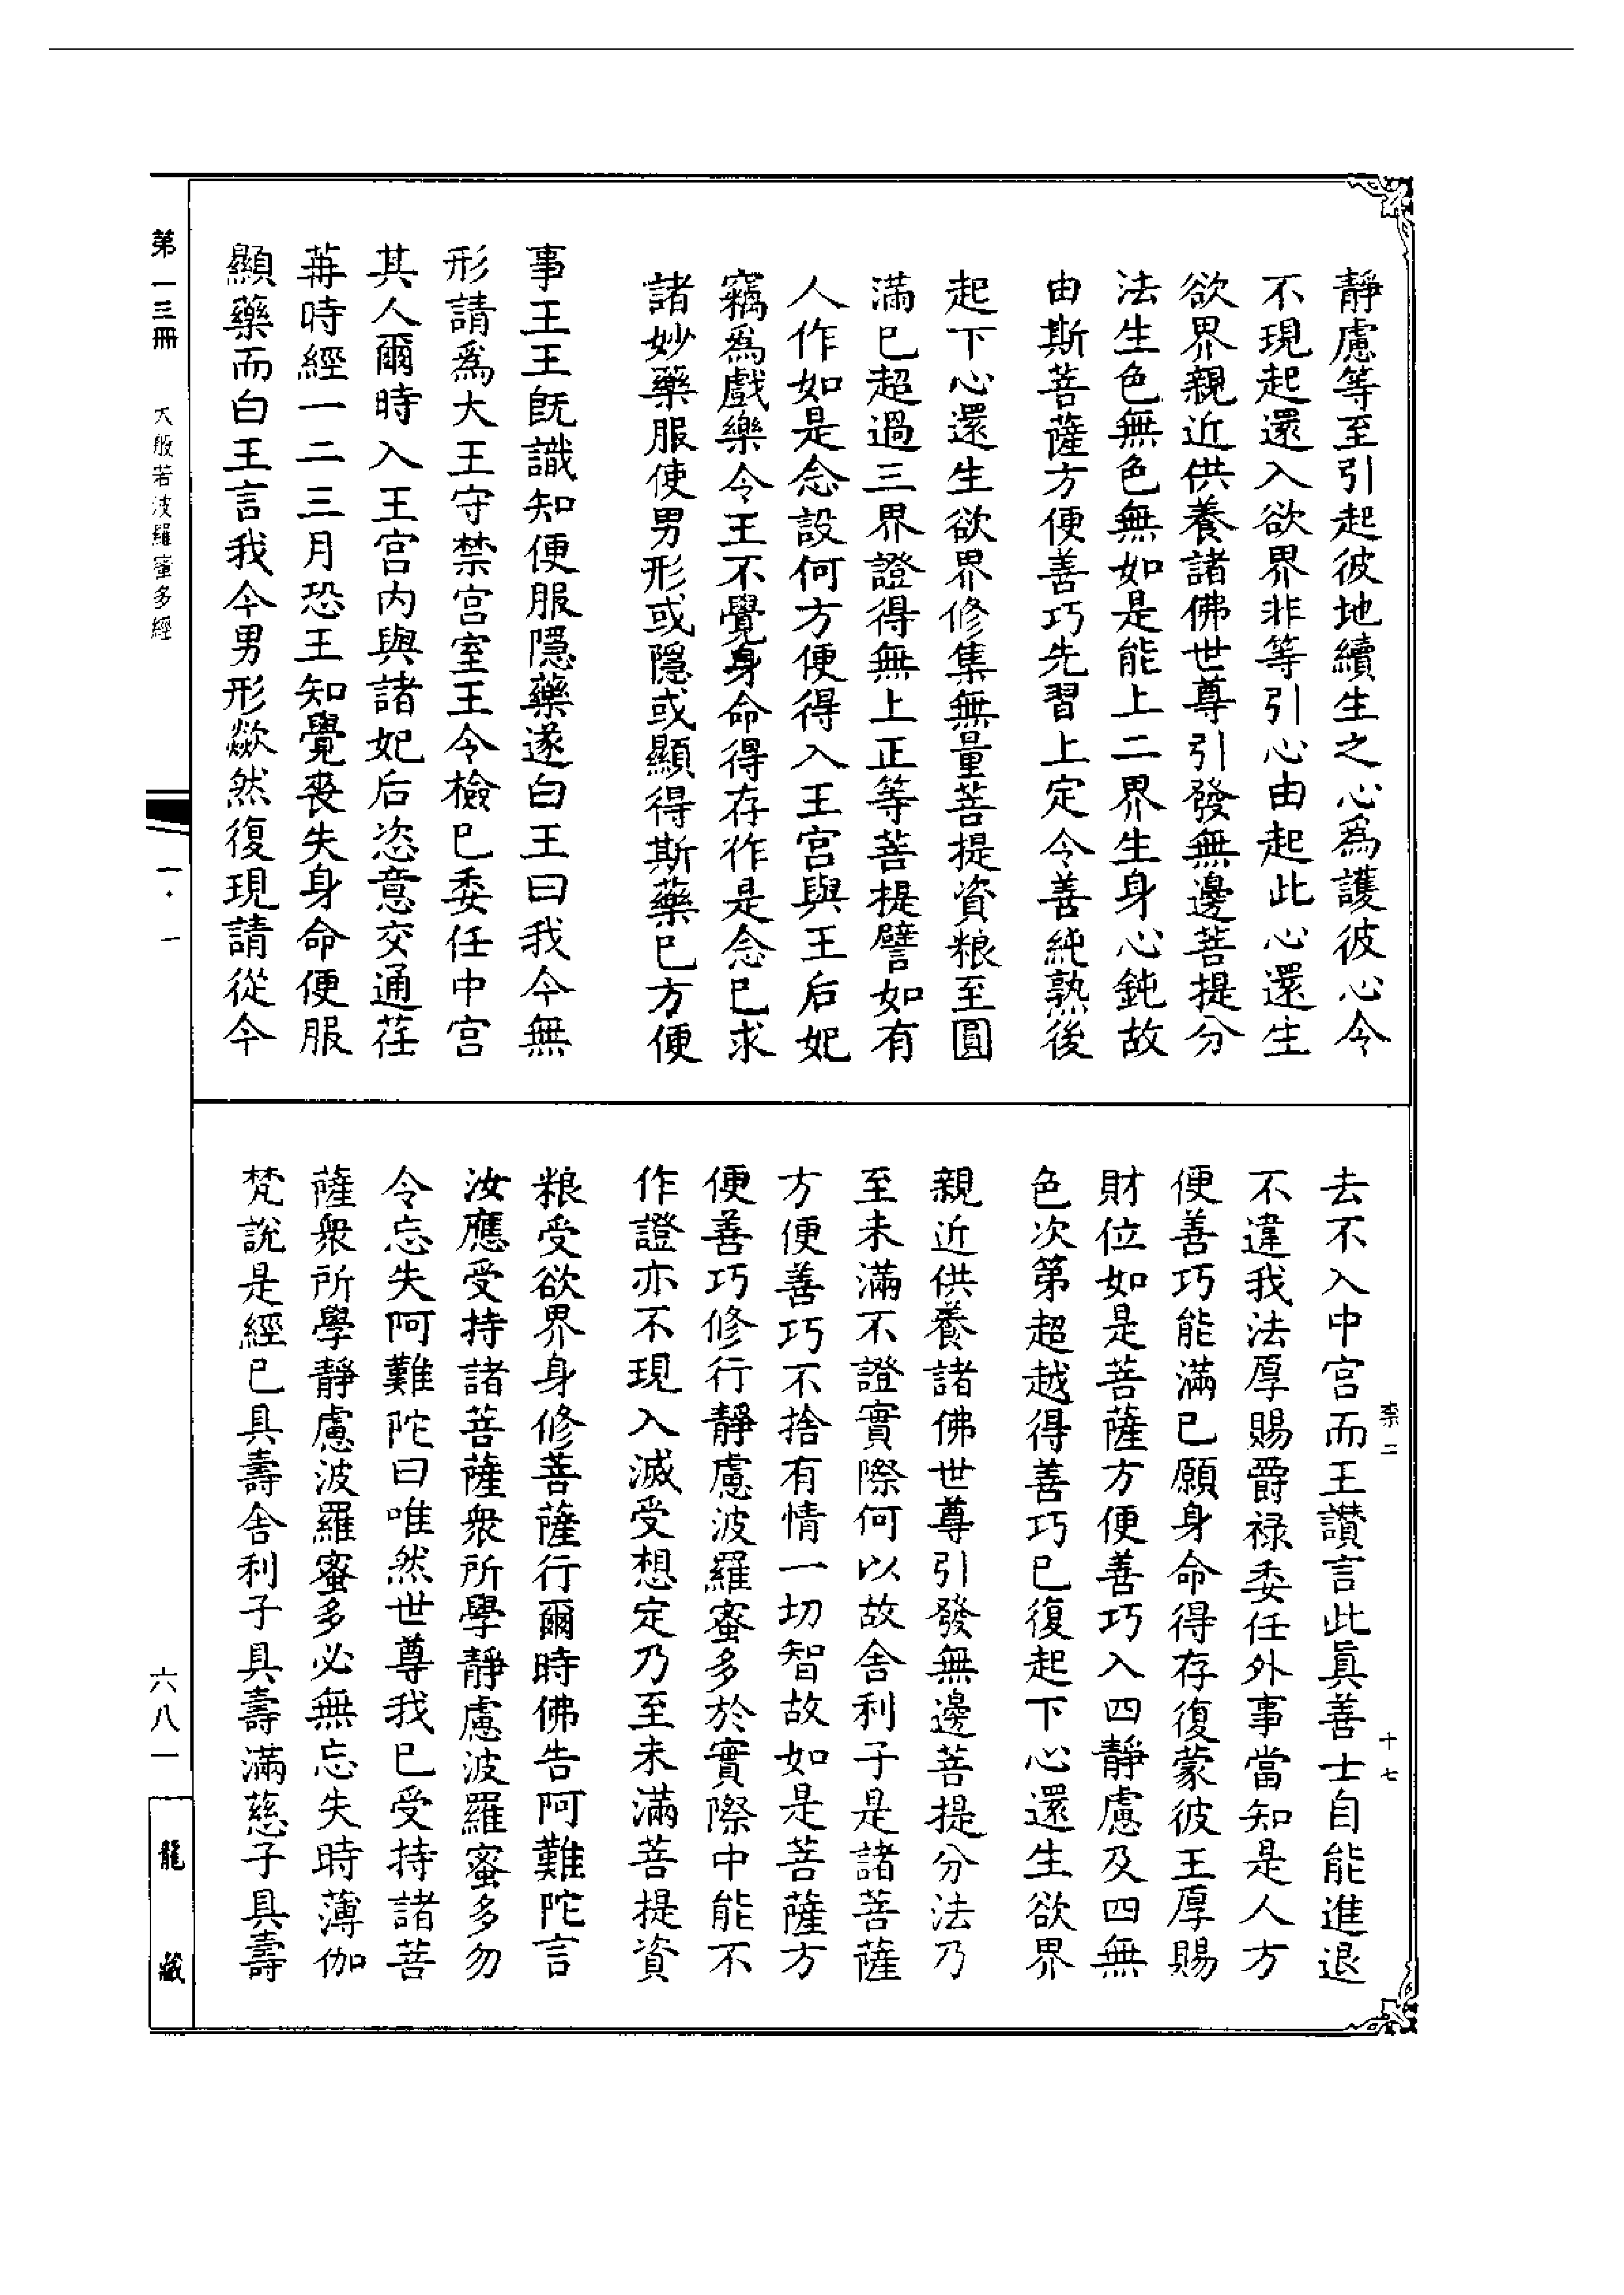 靜慮等至引起彼地續生之心爲護彼心令
不現起還入欲界非等引心由起此心還生
欲界親近供養諸佛世尊引發無邊菩提分
法生色無色無如是能上二界生身心鈍故
由斯菩薩方便善巧先習上定令善純熟後
起下心還生欲界修集無量菩提資粮至圓
滿已超過三界證得無上正等菩提譬如有
人作如是念設何方便得入王宮與王后妃
竊爲戲樂令王不覺身命得存作是念已求
諸妙藥服使男形或隱或顯得斯藥已方便
事王王旣識知便服隱藥遂白王曰我今無
形請爲大王守禁宮室王令檢已委任中宮
其人爾時入王宮內與諸妃后恣意交通荏
苒時經一二三月恐王知覺喪失身命便服
顯藥而白王言我今男形欻然復現請從今
去不入中宮而王讚言此眞善士自能進退
不違我法厚賜爵祿委任外事當知是人方
便善巧能滿已願身命得存復蒙彼王厚賜
財位如是菩薩方便善巧入四靜慮及四無
色次第超越得善巧已復起下心還生欲界
親近供養諸佛世尊引發無邊菩提分法乃
至未滿不證實際何以故舍利子是諸菩薩
方便善巧不捨有情一切智故如是菩薩方
便善巧修行靜慮波羅蜜多於實際中能不
作證亦不現入滅受想定乃至未滿菩提資
粮受欲界身修菩薩行爾時佛告阿難陀言
汝應受持諸菩薩衆所學靜慮波羅蜜多勿
令忘失阿難陀曰唯然世尊我已受持諸菩
薩衆所學靜慮波羅蜜多必無忘失時薄伽
梵說是經已具壽舍利子具壽滿慈子具壽
柰二
十七
第一三冊
大般若波羅蜜多經
一·一
六八一
龍藏